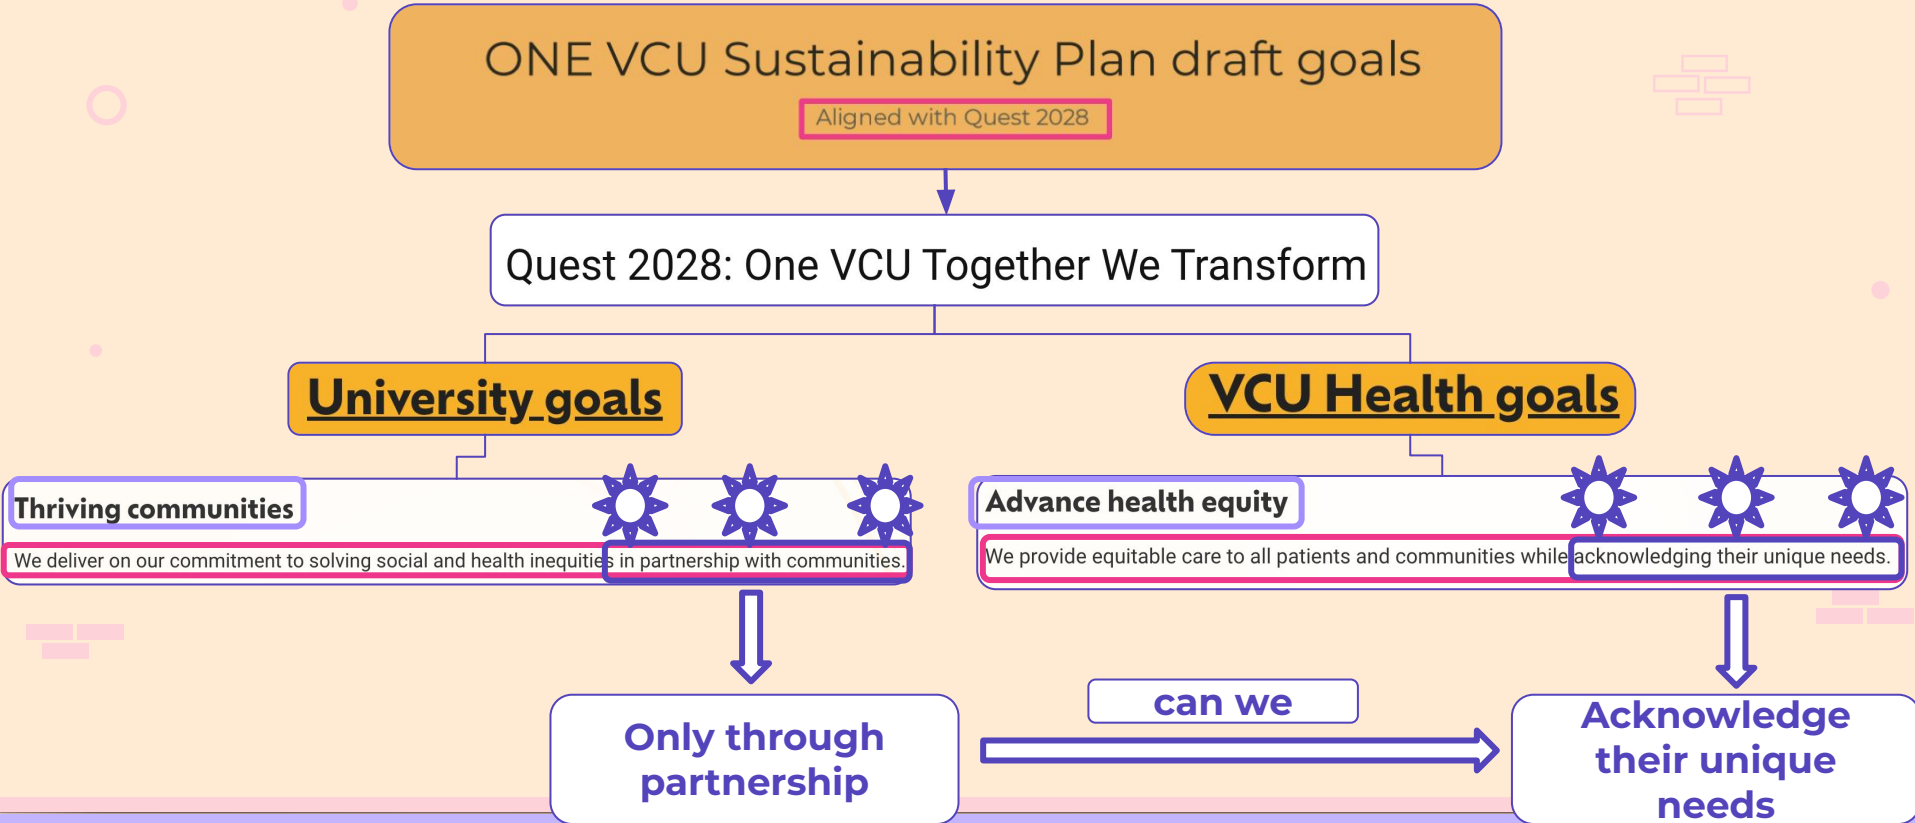 ONE VCU Sustainability Plan draft goals
Aligned with Quest 2028
Quest 2028: One VCU Together We Transform
University goals
VCU Health goals
Thriving communities
We deliver on our commitment to solving social and health inequities in partnership with communities.
Advance health equity
We provide equitable care to all patients and communities while acknowledging their unique needs.
Only through
partnership
can we
Acknowledge
their unique
needs